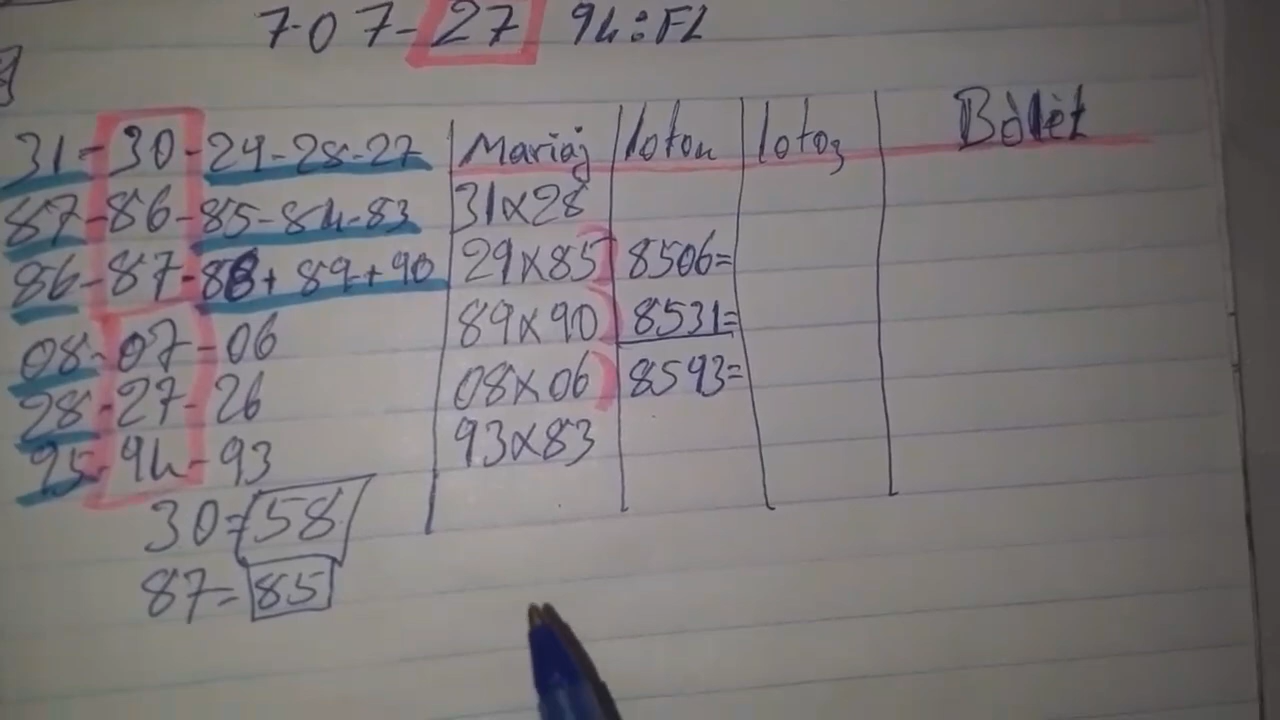 7-07-27 94:FL
31-30-29-28-27
87-86-85-84-83
86-87-88+89+90
08-07-06
28-27-26
95-94-93
30=58
87=85
Mariaj
31x28
29x85
89x90
08x06
93x83
loto4
8506=
8531=
8593=
loto3
Bòlèt